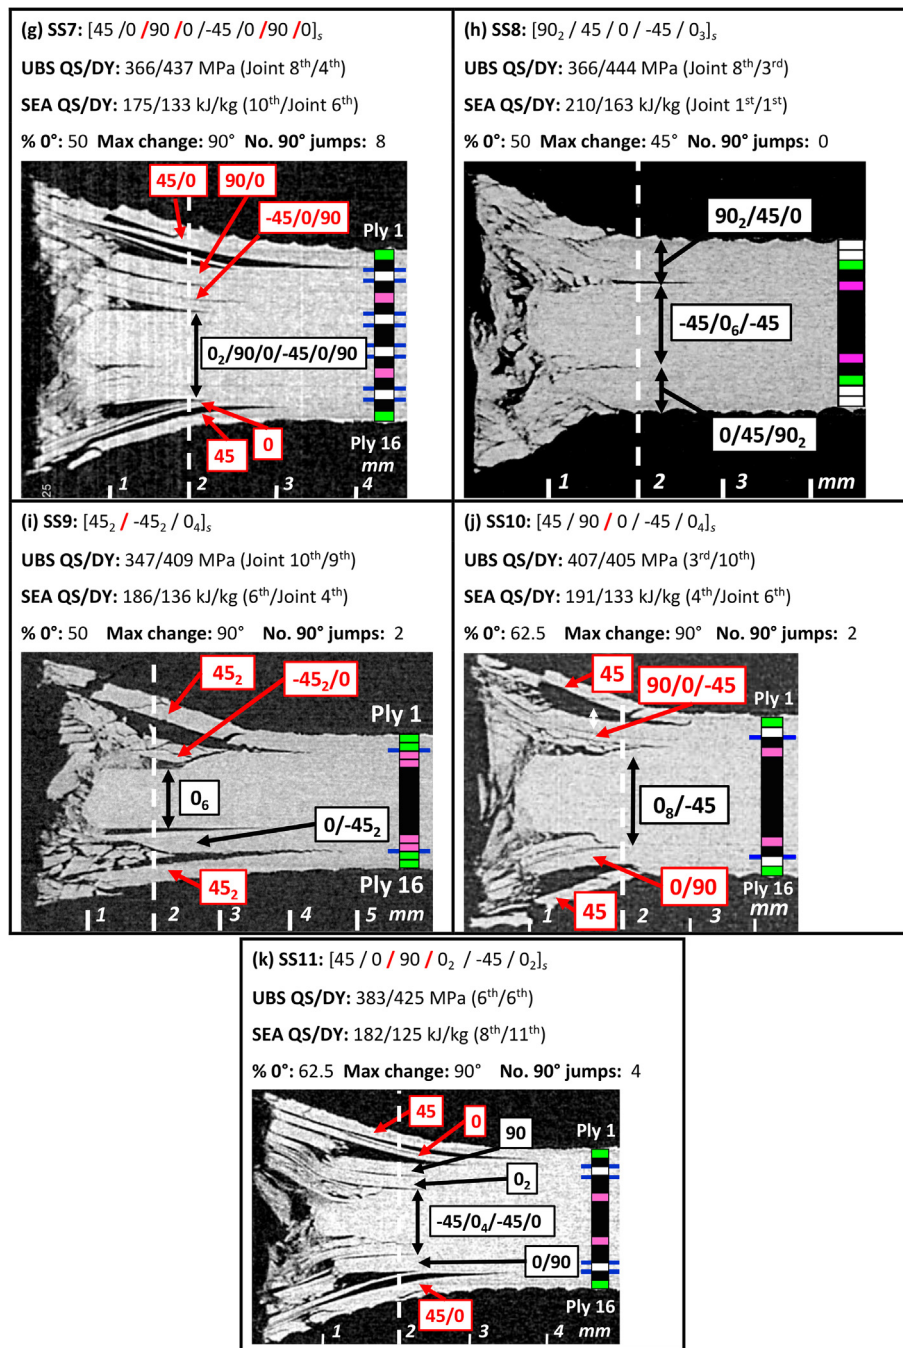 (g) SS7: [45 /0 /90 /0 /-45 /0 /90 /0]s
UBS QS/DY: 366/437 MPa (Joint 8th/4th)
SEA QS/DY: 175/133 kJ/kg (10th/Joint 6th)
% 0°: 50 Max change: 90° No. 90° jumps: 8
45/0
90/0
-45/0/90
Ply 1
0₂/90/0/-45/0/90
45
0
Ply 16
mm
25
1 2 3 4
(h) SS8: [90₂ / 45 / 0 / -45 / 0₃]s
UBS QS/DY: 366/444 MPa (Joint 8th/3rd)
SEA QS/DY: 210/163 kJ/kg (Joint 1st/1st)
% 0°: 50 Max change: 45° No. 90° jumps: 0
90₂/45/0
-45/0₆/-45
0/45/90₂
1 2 3 mm
(i) SS9: [45₂ / -45₂ / 0₄]s
UBS QS/DY: 347/409 MPa (Joint 10th/9th)
SEA QS/DY: 186/136 kJ/kg (6th/Joint 4th)
% 0°: 50 Max change: 90° No. 90° jumps: 2
45₂
-45₂/0
Ply 1
0₆
0/-45₂
45₂
Ply 16
1 2 3 4 5 mm
(j) SS10: [45 / 90 / 0 / -45 / 0₄]s
UBS QS/DY: 407/405 MPa (3rd/10th)
SEA QS/DY: 191/133 kJ/kg (4th/Joint 6th)
% 0°: 62.5 Max change: 90° No. 90° jumps: 2
45
90/0/-45
Ply 1
0₈/-45
0/90
45
Ply 16
mm
1 2 3
(k) SS11: [45 / 0 / 90 / 0₂ / -45 / 0₂]s
UBS QS/DY: 383/425 MPa (6th/6th)
SEA QS/DY: 182/125 kJ/kg (8th/11th)
% 0°: 62.5 Max change: 90° No. 90° jumps: 4
45
0
90
Ply 1
0₂
-45/0₄/-45/0
0/90
45/0
Ply 16
1 2 3 4 mm